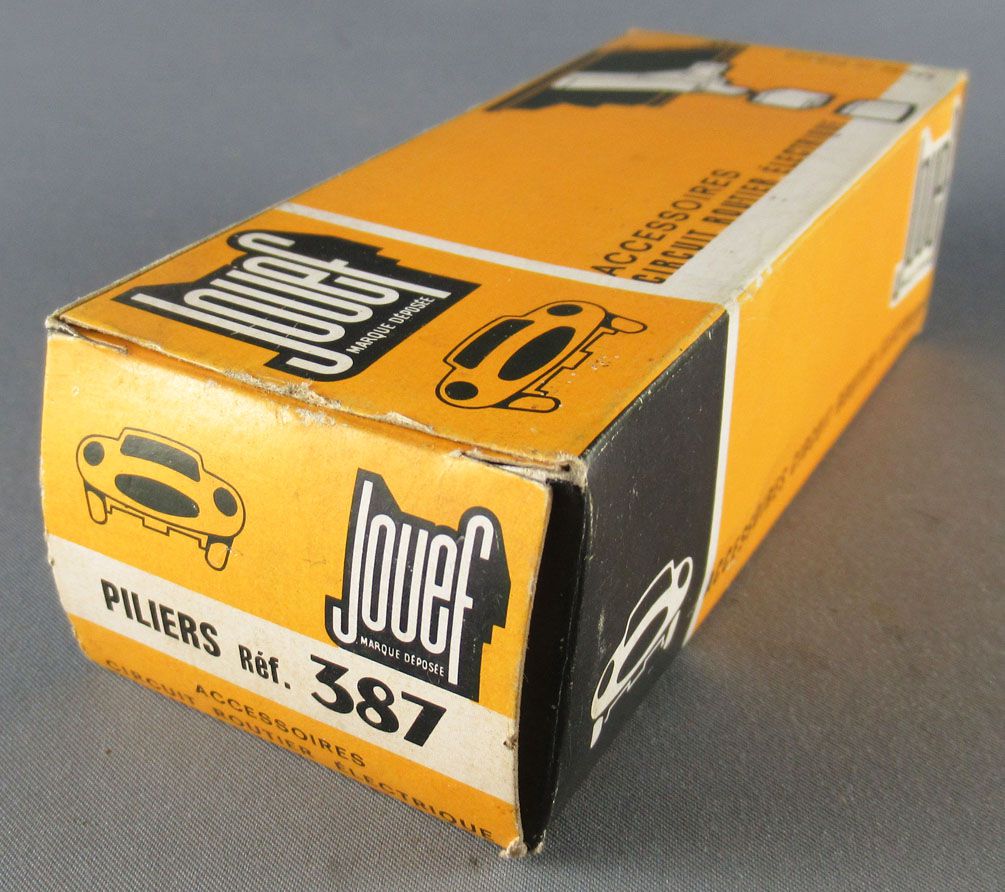 Jouef
MARQUE DÉPOSÉE
ACCESSOIRES
CIRCUIT ROUTIER ÉLECTRIQUE
Jouef
MARQUE DÉPOSÉE
PILIERS Réf. 387
ACCESSOIRES
CIRCUIT ROUTIER ÉLECTRIQUE